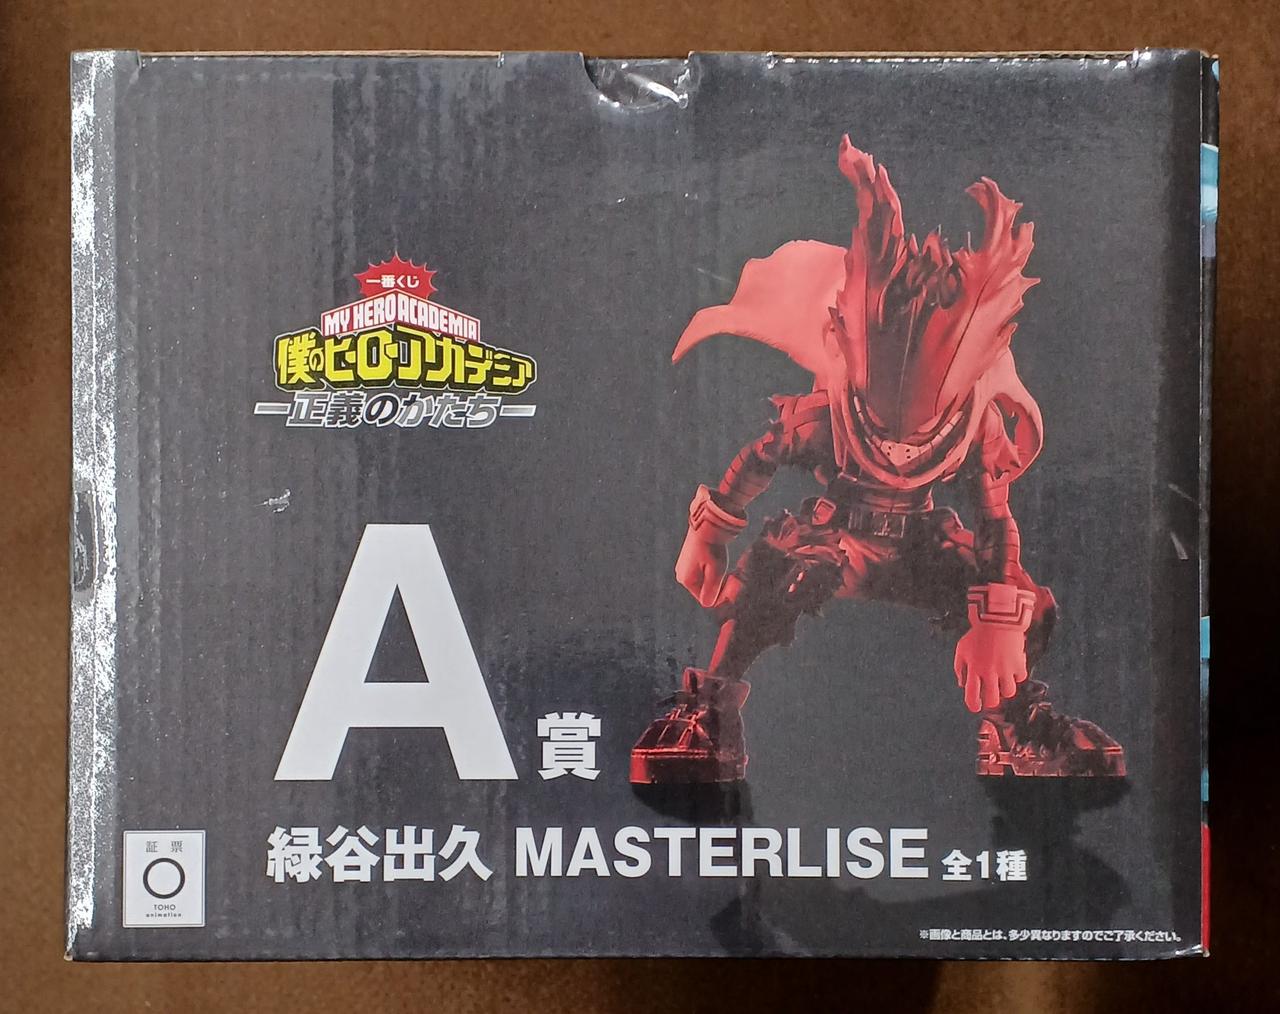 一番くじ
MY HERO ACADEMIA
僕のヒーローアカデミア
—正義のかたち—
A賞
緑谷出久 MASTERLISE 全1種
証票
TOHO
animation
※画像と商品とは、多少異なりますのでご了承ください。